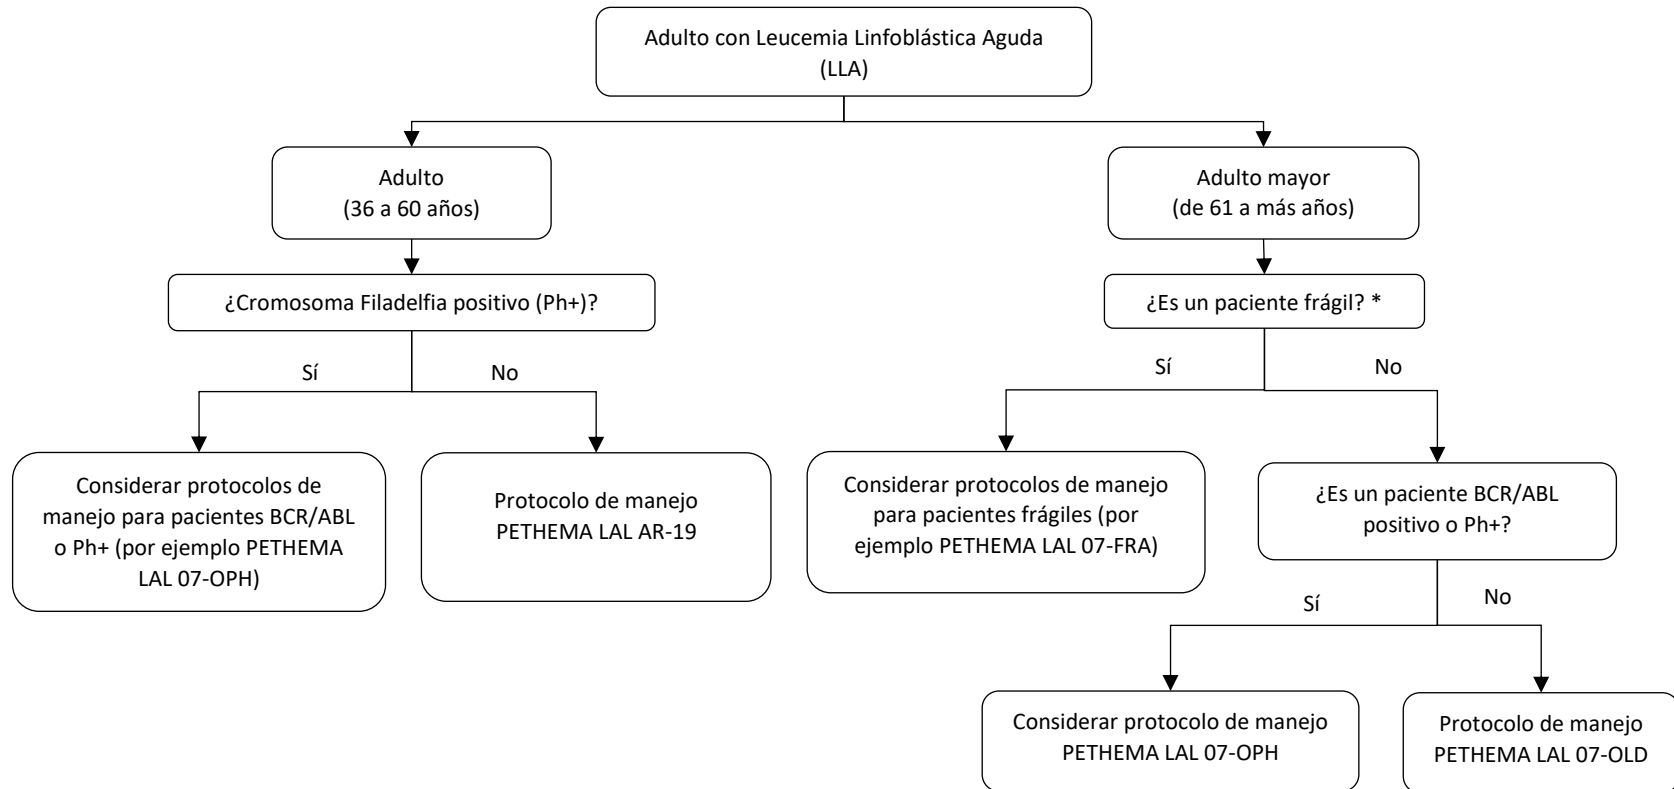 Adulto con Leucemia Linfoblástica Aguda
(LLA)
Adulto
(36 a 60 años)
Adulto mayor
(de 61 a más años)
¿Cromosoma Filadelfia positivo (Ph+)?
¿Es un paciente frágil? *
Sí
No
Sí
No
Considerar protocolos de
manejo para pacientes BCR/ABL
o Ph+ (por ejemplo PETHEMA
LAL 07-OPH)
Protocolo de manejo
PETHEMA LAL AR-19
Considerar protocolos de manejo
para pacientes frágiles (por
ejemplo PETHEMA LAL 07-FRA)
¿Es un paciente BCR/ABL
positivo o Ph+?
Sí
No
Considerar protocolo de manejo
PETHEMA LAL 07-OPH
Protocolo de manejo
PETHEMA LAL 07-OLD